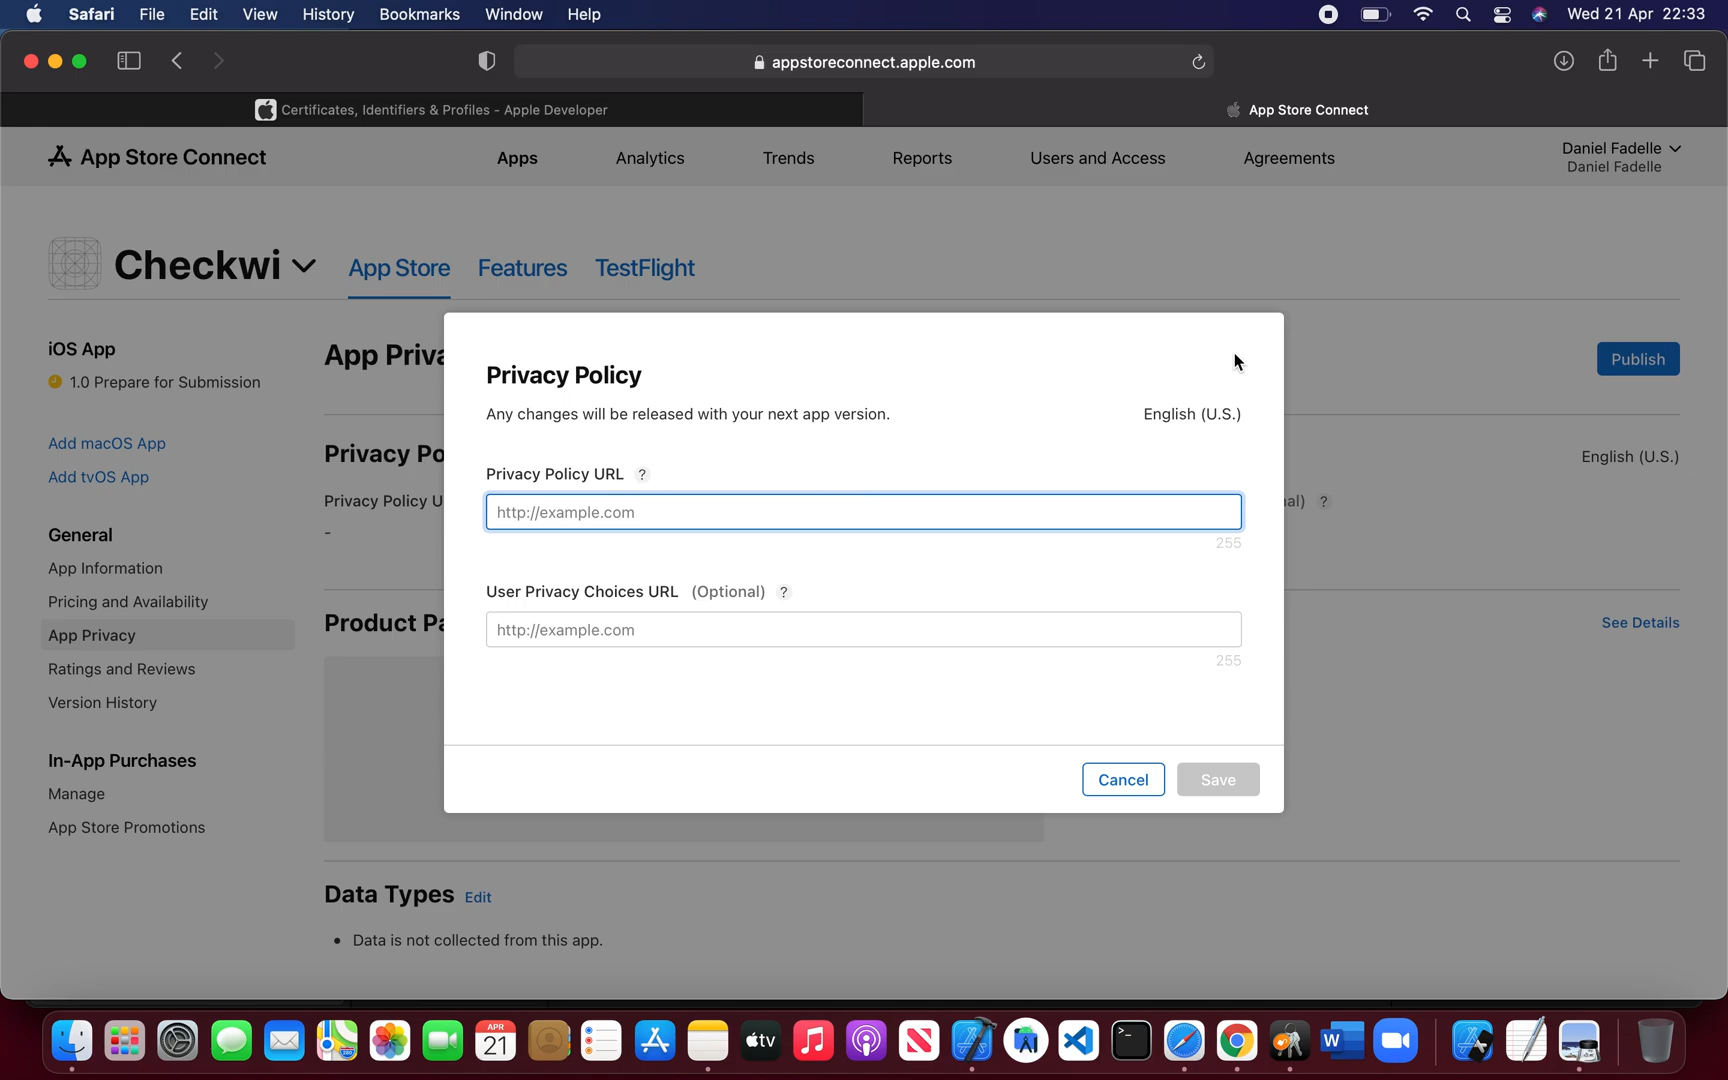 Safari File Edit View History Bookmarks Window Help Wed 21 Apr 22:33
appstoreconnect.apple.com
Certificates, Identifiers & Profiles - Apple Developer App Store Connect
App Store Connect Apps Analytics Trends Reports Users and Access Agreements Daniel Fadelle
Daniel Fadelle
Checkwi App Store Features TestFlight
iOS App
1.0 Prepare for Submission
Add macOS App
Add tvOS App
General
App Information
Pricing and Availability
App Privacy
Ratings and Reviews
Version History
In-App Purchases
Manage
App Store Promotions
App Priva
Publish
Privacy Po
English (U.S.)
Privacy Policy U
al) ?
-
Product Pa
See Details
Privacy Policy
Any changes will be released with your next app version. English (U.S.)
Privacy Policy URL ?
http://example.com
255
User Privacy Choices URL (Optional) ?
http://example.com
255
Cancel Save
Data Types Edit
• Data is not collected from this app.
APR
21
tv
W